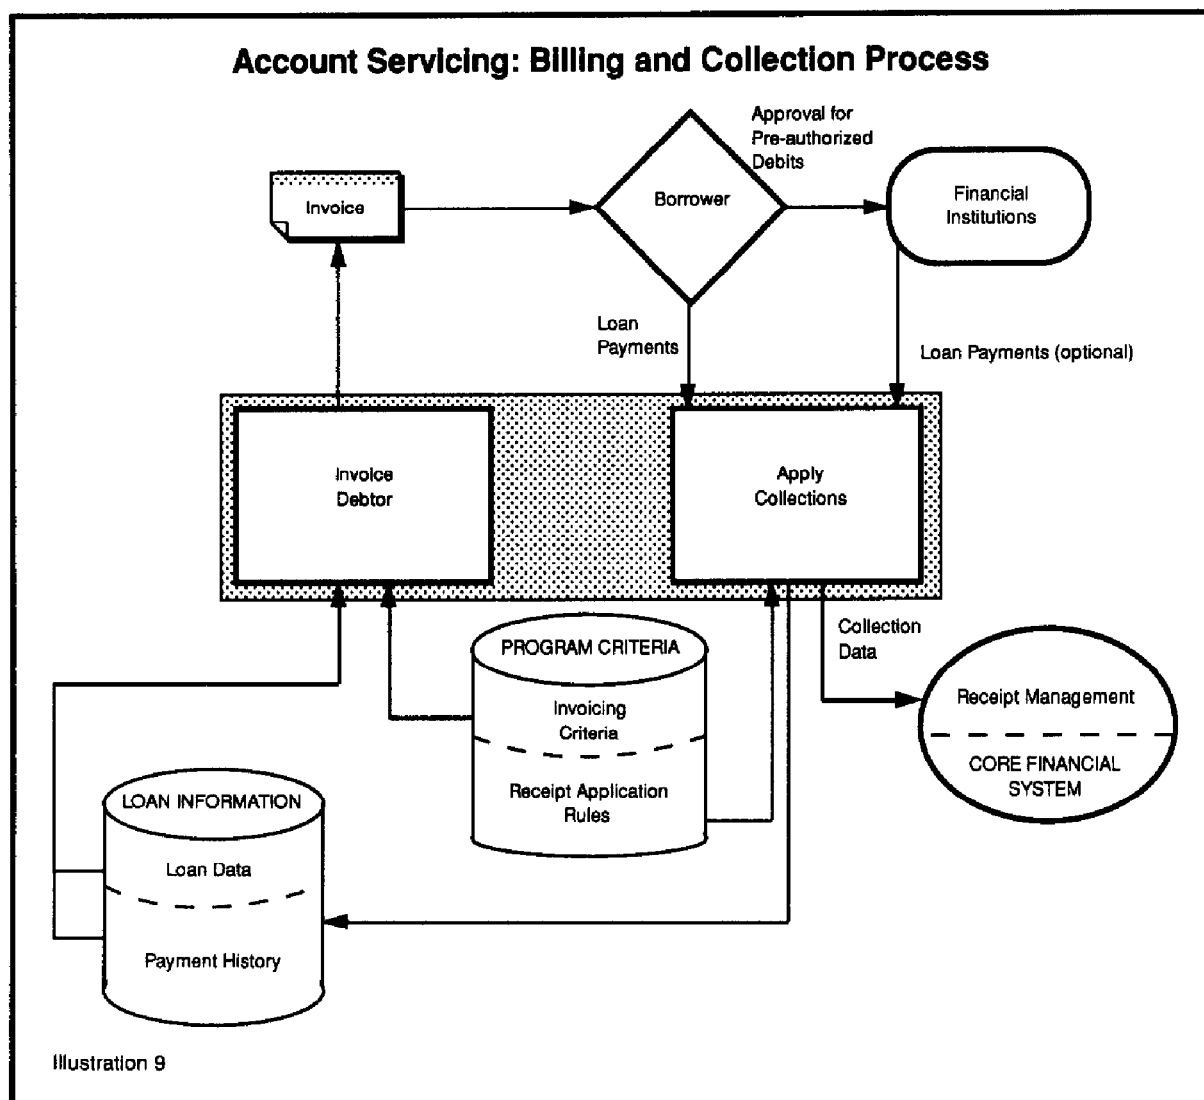 Account Servicing: Billing and Collection Process
Approval for
Pre-authorized
Debits
Invoice
Borrower
Financial
Institutions
Loan
Payments
Loan Payments (optional)
Invoice
Debtor
Apply
Collections
PROGRAM CRITERIA
Invoicing
Criteria
Receipt Application
Rules
Collection
Data
Receipt Management
CORE FINANCIAL
SYSTEM
LOAN INFORMATION
Loan Data
Payment History
Illustration 9